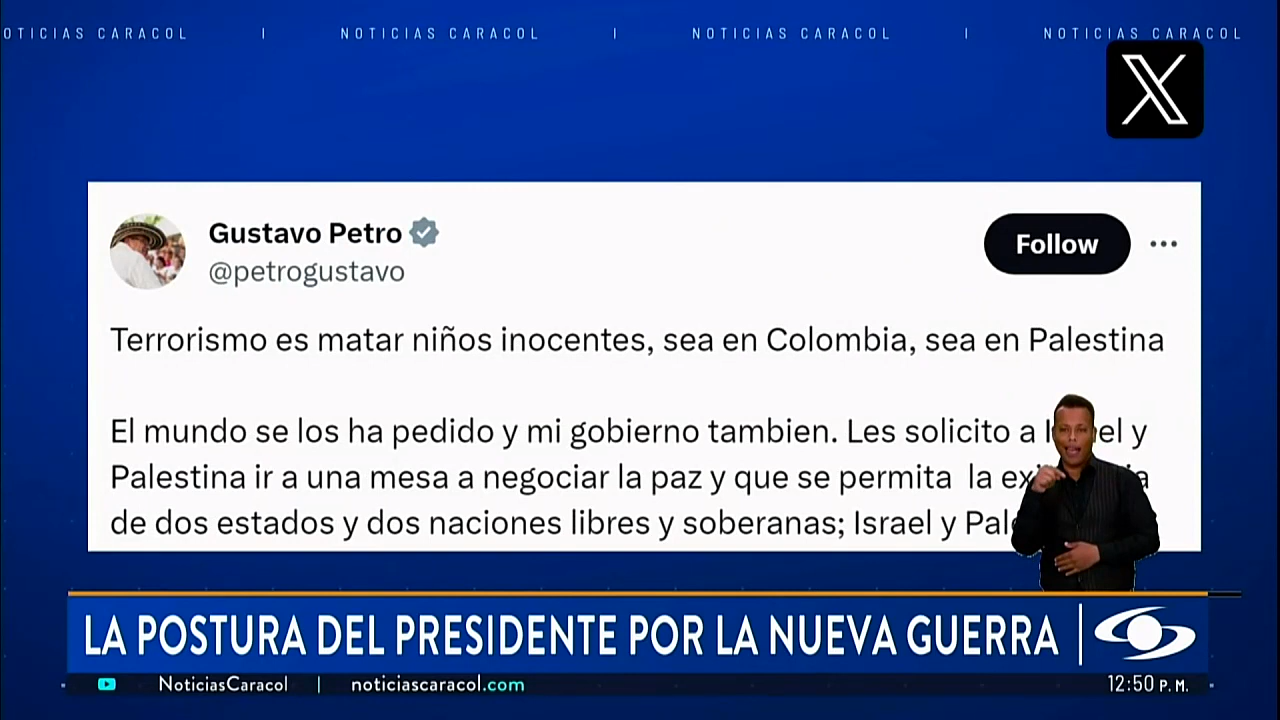 OTICIAS CARACOL | NOTICIAS CARACOL | NOTICIAS CARACOL | NOTICIAS CARACOL
X
Gustavo Petro
@petrogustavo
Follow
Terrorismo es matar niños inocentes, sea en Colombia, sea en Palestina
El mundo se los ha pedido y mi gobierno tambien. Les solicito a y
Palestina ir a una mesa a negociar la paz y que se permita la
de dos estados y dos naciones libres y soberanas; Israel y
LA POSTURA DEL PRESIDENTE POR LA NUEVA GUERRA
NoticiasCaracol | noticiascaracol.com
12:50 P. M.